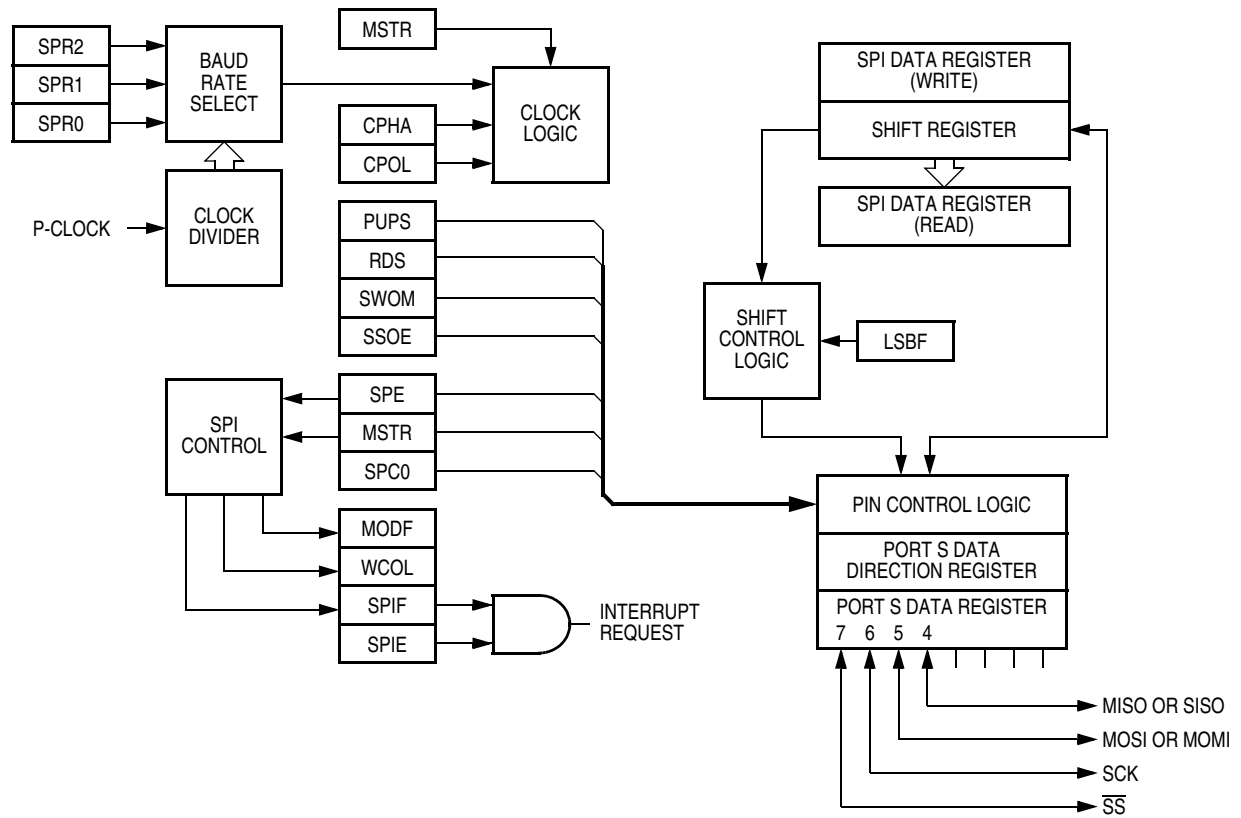 SPR2
SPR1
SPR0
BAUD
RATE
SELECT
P-CLOCK
CLOCK
DIVIDER
MSTR
CPHA
CPOL
CLOCK
LOGIC
PUPS
RDS
SWOM
SSOE
SPE
MSTR
SPC0
SPI
CONTROL
MODF
WCOL
SPIF
SPIE
INTERRUPT
REQUEST
SPI DATA REGISTER
(WRITE)
SHIFT REGISTER
SPI DATA REGISTER
(READ)
SHIFT
CONTROL
LOGIC
LSBF
PIN CONTROL LOGIC
PORT S DATA
DIRECTION REGISTER
PORT S DATA REGISTER
7 6 5 4
MISO OR SISO
MOSI OR MOMI
SCK
S̅S̅